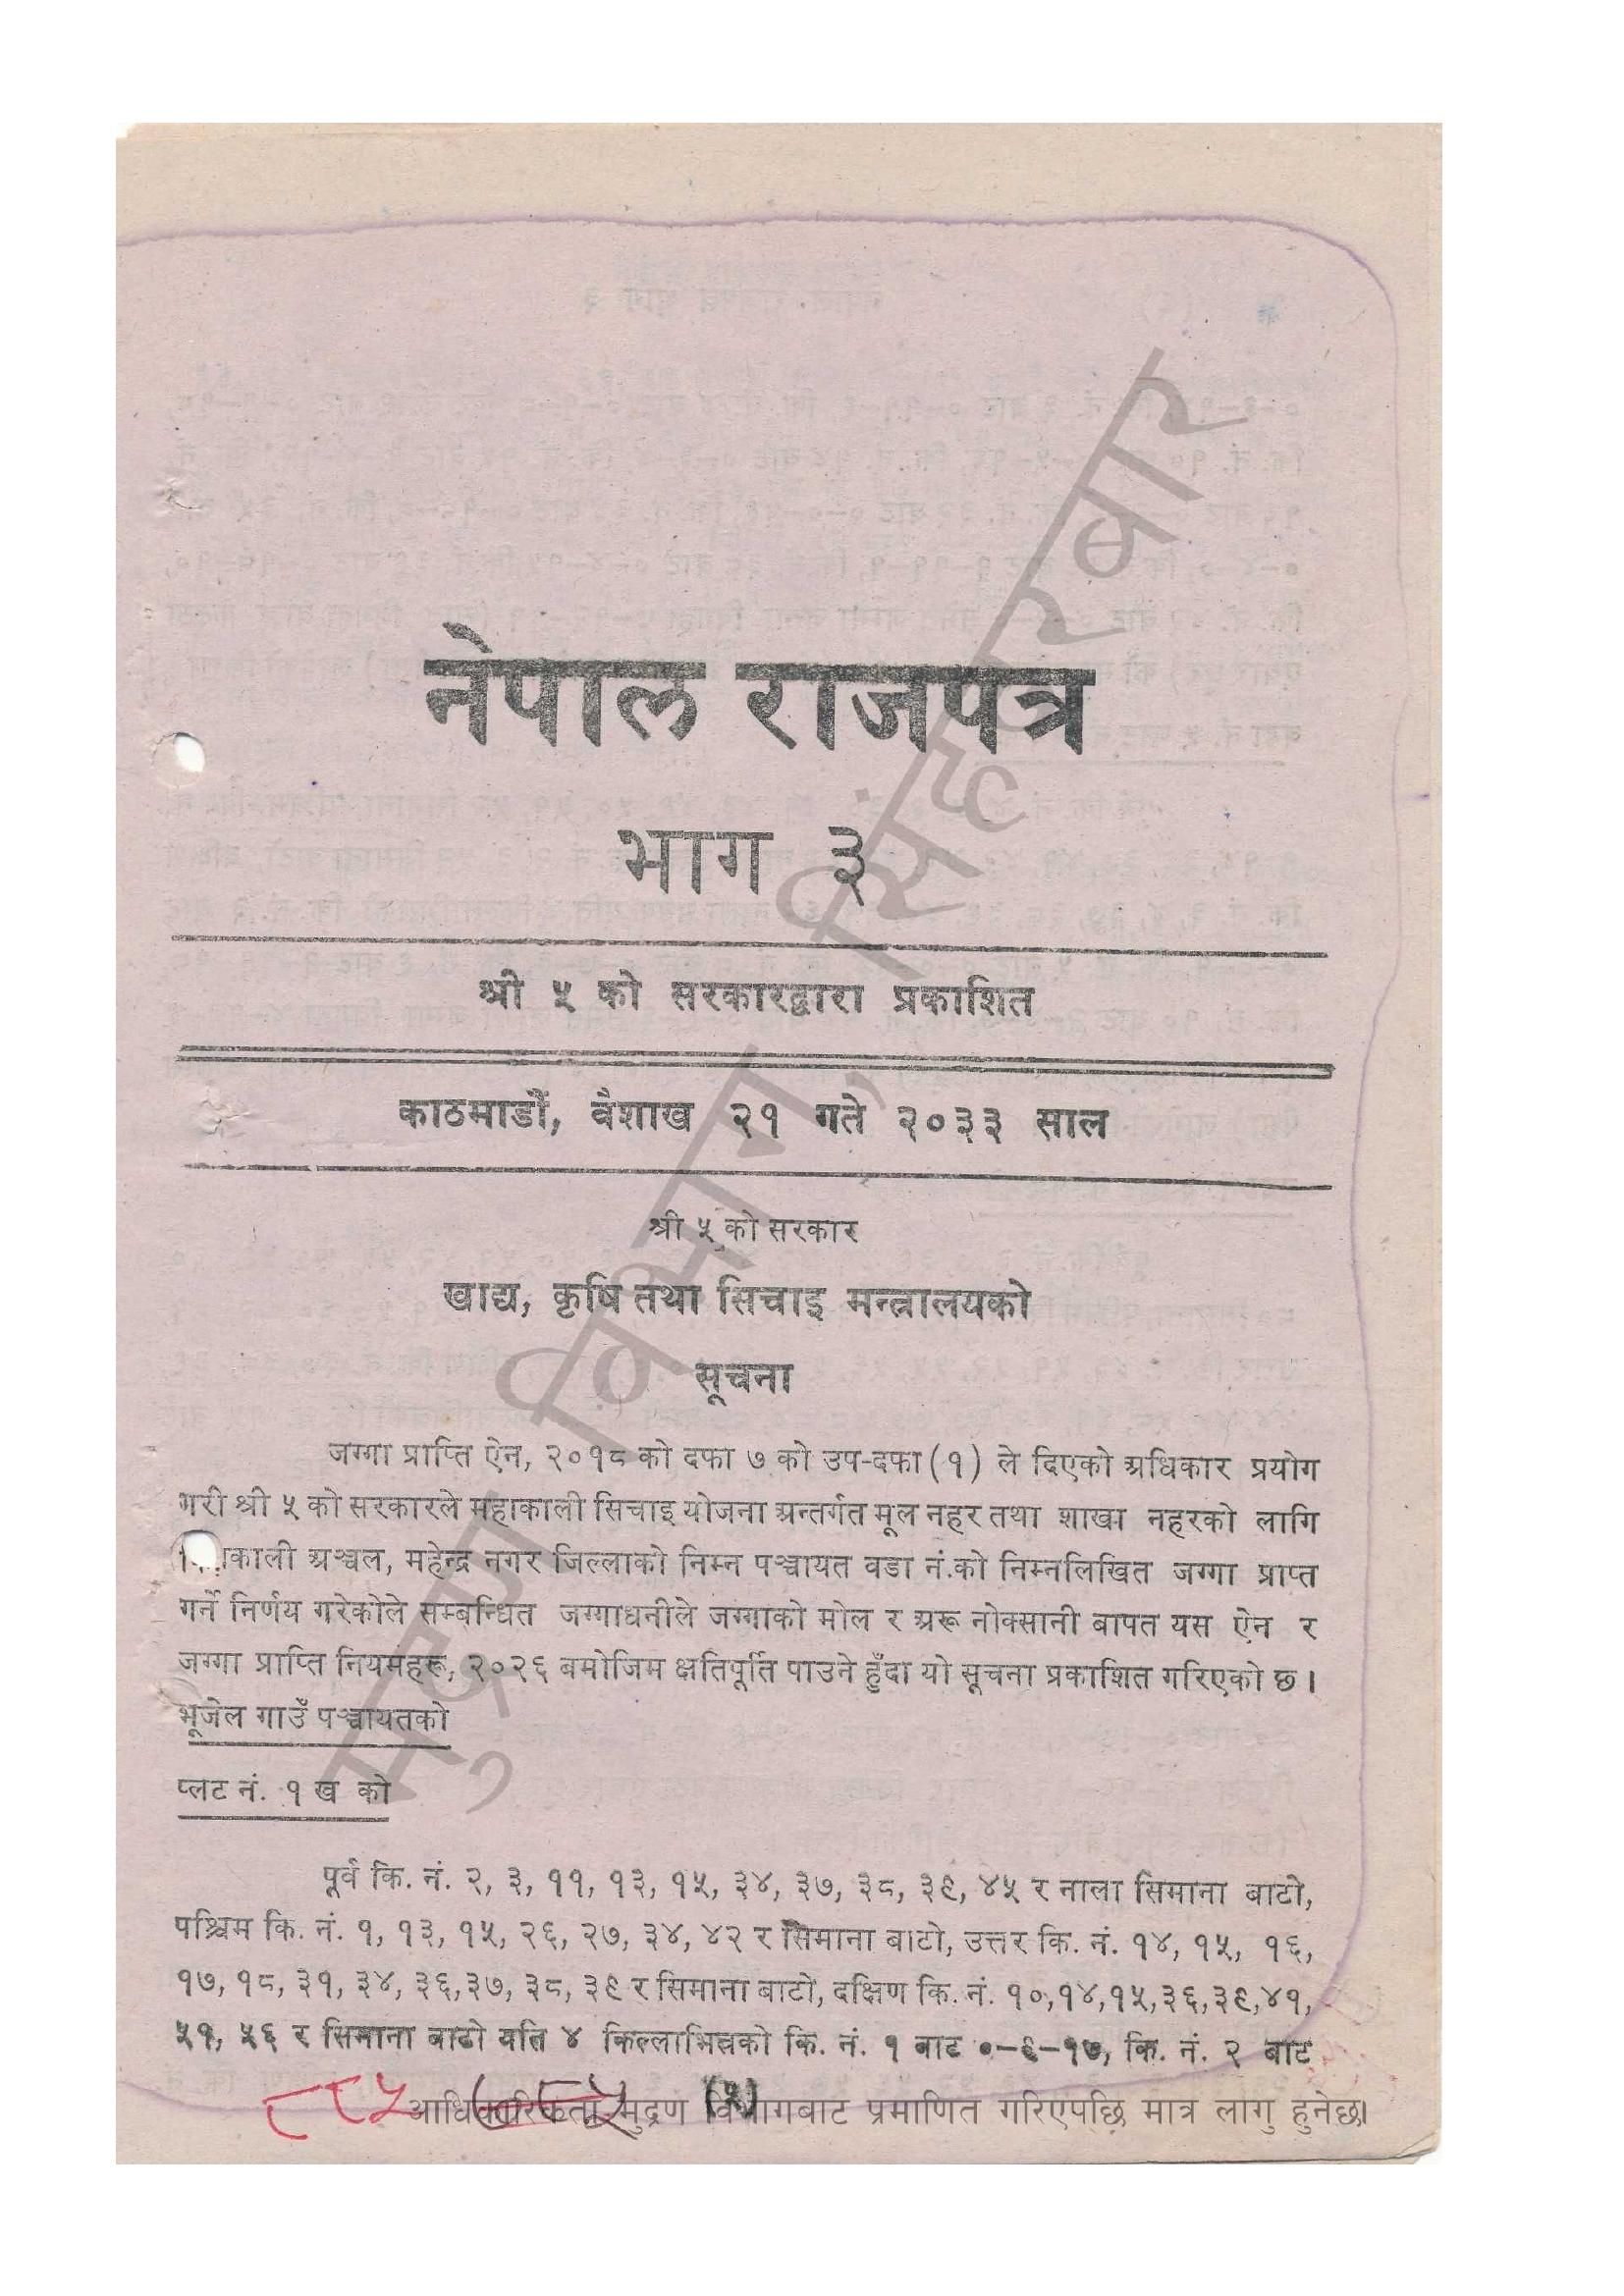 नेपाल राजपत्र
भाग ३
श्री ५ को सरकारद्वारा प्रकाशित
काठमाडौं, वैशाख २१ गते २०३३ साल
श्री ५ को सरकार
खाद्य, कृषि तथा सिचाइ मन्त्रालयको
सूचना
जग्गा प्राप्ति ऐन, २०१८ को दफा ७ को उप-दफा (१) ले दिएको अधिकार प्रयोग
गरी श्री ५ को सरकारले महाकाली सिचाइ योजना अन्तर्गत मूल नहर तथा शाखा नहरको लागि
काली अञ्चल, महेन्द्र नगर जिल्लाको निम्न पञ्चायत वडा नं.को निम्नलिखित जग्गा प्राप्त
गर्ने निर्णय गरेकोले सम्बन्धित जग्गाधनीले जग्गाको मोल र अरू नोक्सानी बापत यस ऐन र
जग्गा प्राप्ति नियमहरू, २०२६ बमोजिम क्षतिपूर्ति पाउने हुँदा यो सूचना प्रकाशित गरिएको छ ।
भूजेल गाउँ पञ्चायतको
प्लट नं. १ ख को
पूर्व कि. नं. २, ३, ११, १३, १५, ३४, ३७, ३८, ३९, ४५ र नाला सिमाना बाटो,
पश्चिम कि. नं. १, १३, १५, २६, २७, ३४, ४२ र सिमाना बाटो, उत्तर कि. नं. १४, १५, १६,
१७, १८, ३१, ३४, ३६,३७, ३८, ३९ र सिमाना बाटो, दक्षिण कि. नं. १०,१४,१५,३६,३९,४१,
५१, ५६ र सिमाना बाटो यति ४ किल्लाभित्रको कि. नं. १ बाट ०-९-१७, कि. नं. २ बाट
आधिकारिकता मुद्रण विभागबाट प्रमाणित गरिएपछि मात्र लागु हुनेछ।
मुद्रण विभाग, सिंहदरबार